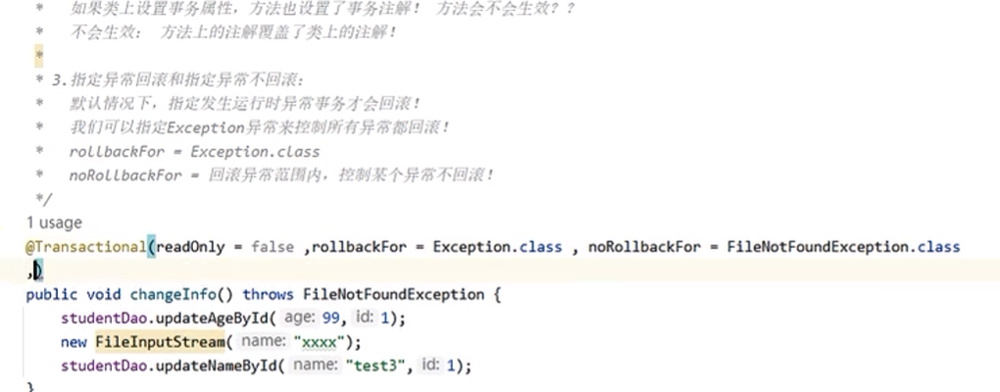 *   如果类上设置事务属性，方法也设置了事务注解！ 方法会不会生效？？
*   不会生效： 方法上的注解覆盖了类上的注解！
*
* 3.指定异常回滚和指定异常不回滚：
*   默认情况下，指定发生运行时异常事务才会回滚！
*   我们可以指定Exception异常来控制所有异常都回滚！
*   rollbackFor = Exception.class
*   noRollbackFor = 回滚异常范围内，控制某个异常不回滚！
*/
1 usage
@Transactional(readOnly = false ,rollbackFor = Exception.class , noRollbackFor = FileNotFoundException.class
,)
public void changeInfo() throws FileNotFoundException {
studentDao.updateAgeById( age: 99, id: 1);
new FileInputStream( name: "xxxx");
studentDao.updateNameById( name: "test3", id: 1);
}